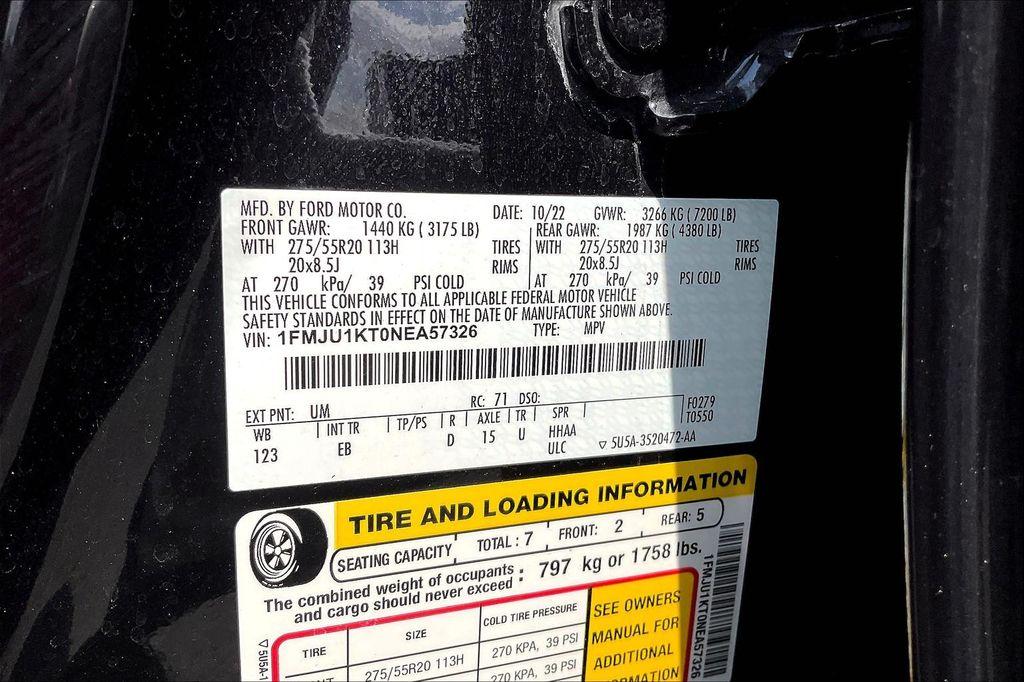 MFD. BY FORD MOTOR CO. DATE: 10/22 GVWR: 3266 KG ( 7200 LB)
FRONT GAWR: 1440 KG ( 3175 LB) REAR GAWR: 1987 KG ( 4380 LB)
WITH 275/55R20 113H TIRES WITH 275/55R20 113H TIRES
20x8.5J RIMS 20x8.5J RIMS
AT 270 kPa/ 39 PSI COLD AT 270 kPa/ 39 PSI COLD
THIS VEHICLE CONFORMS TO ALL APPLICABLE FEDERAL MOTOR VEHICLE
SAFETY STANDARDS IN EFFECT ON THE DATE OF MANUFACTURE SHOWN ABOVE.
VIN: 1FMJU1KT0NEA57326 TYPE: MPV
EXT PNT: UM RC: 71 DSO: F0279
WB INT TR TP/PS R AXLE TR SPR T0550
123 EB D 15 U HHAA
ULC ▽ 5U5A-3520472-AA
TIRE AND LOADING INFORMATION
SEATING CAPACITY TOTAL : 7 FRONT: 2 REAR: 5
The combined weight of occupants
and cargo should never exceed : 797 kg or 1758 lbs.
TIRE SIZE COLD TIRE PRESSURE
275/55R20 113H 270 KPA, 39 PSI
270 KPA, 39 PSI
SEE OWNERS
MANUAL FOR
ADDITIONAL
1FMJU1KT0NEA57326
▽ 5U5A-1